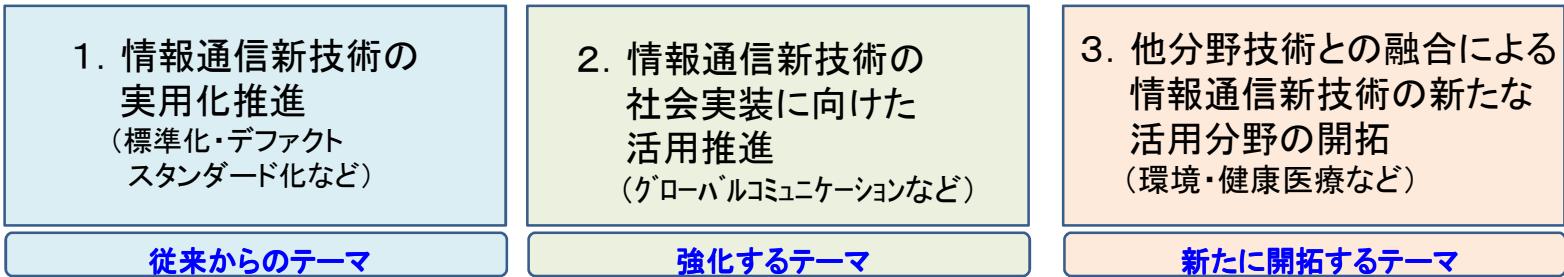 １．情報通信新技術の
実用化推進
（標準化・デファクト
スタンダード化など）
従来からのテーマ
２．情報通信新技術の
社会実装に向けた
活用推進
（ｸﾞﾛｰﾊﾞﾙｺﾐｭﾆｹｰｼｮﾝなど）
強化するテーマ
３．他分野技術との融合による
情報通信新技術の新たな
活用分野の開拓
（環境・健康医療など）
新たに開拓するテーマ